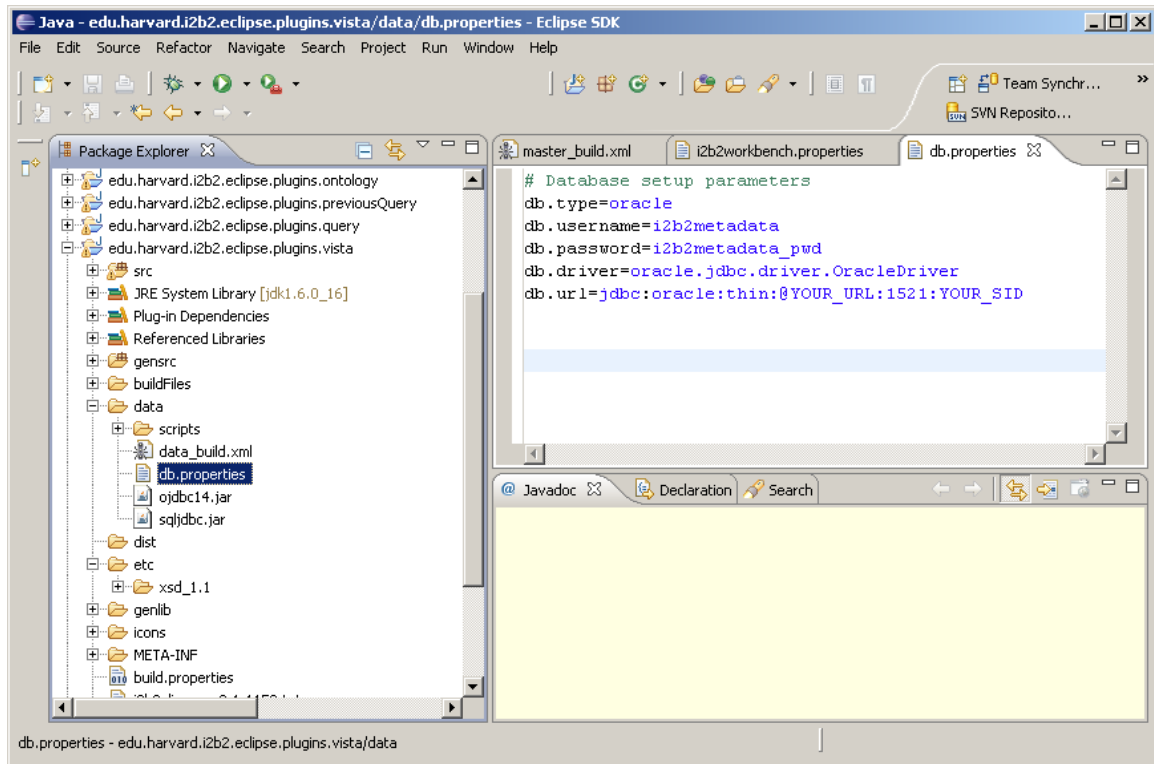 Java - edu.harvard.i2b2.eclipse.plugins.vista/data/db.properties - Eclipse SDK
File Edit Source Refactor Navigate Search Project Run Window Help
Team Synchr...
SVN Reposito...
Package Explorer
edu.harvard.i2b2.eclipse.plugins.ontology
edu.harvard.i2b2.eclipse.plugins.previousQuery
edu.harvard.i2b2.eclipse.plugins.query
edu.harvard.i2b2.eclipse.plugins.vista
src
JRE System Library [jdk1.6.0_16]
Plug-in Dependencies
Referenced Libraries
gensrc
buildFiles
data
scripts
data_build.xml
db.properties
ojdbc14.jar
sqljdbc.jar
dist
etc
xsd_1.1
genlib
icons
META-INF
build.properties
master_build.xml i2b2workbench.properties db.properties
# Database setup parameters
db.type=oracle
db.username=i2b2metadata
db.password=i2b2metadata_pwd
db.driver=oracle.jdbc.driver.OracleDriver
db.url=jdbc:oracle:thin:@YOUR_URL:1521:YOUR_SID
@ Javadoc Declaration Search
db.properties - edu.harvard.i2b2.eclipse.plugins.vista/data